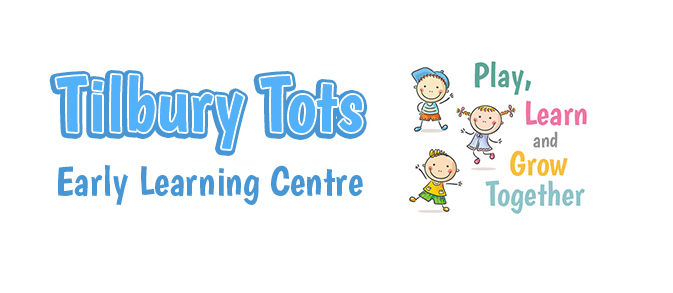 Tilbury Tots
Early Learning Centre
Play,
Learn
and
Grow
Together